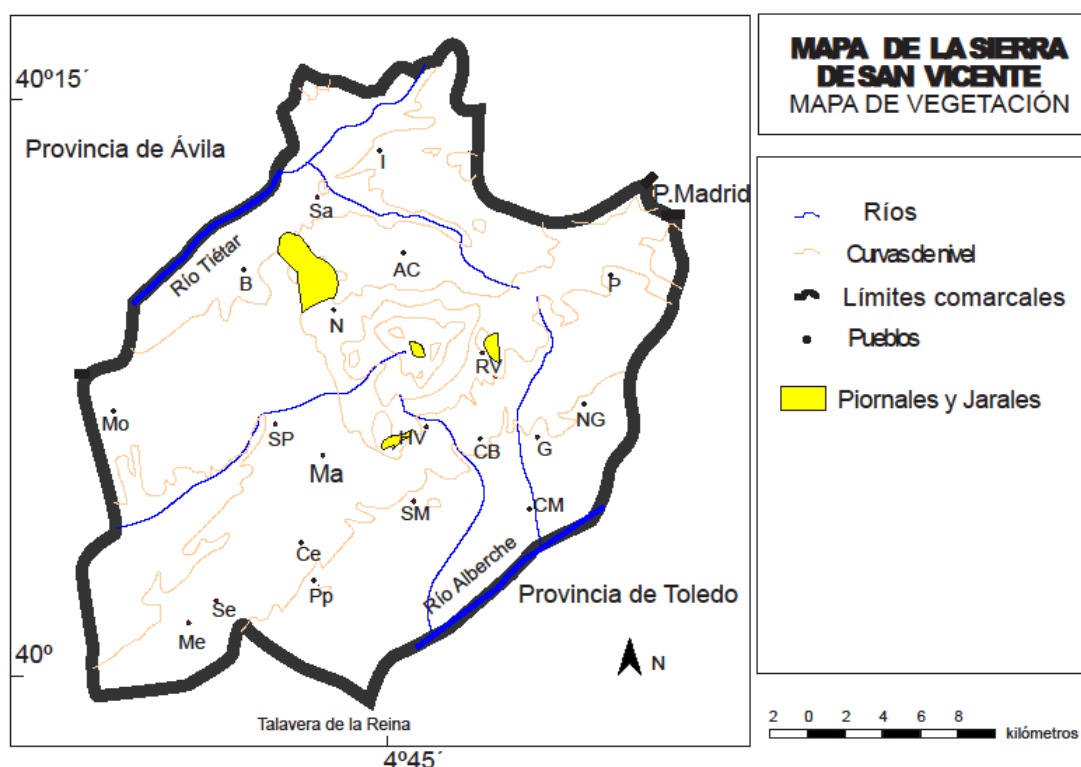 MAPA DE LA SIERRA
DE SAN VICENTE
MAPA DE VEGETACIÓN
40º15´
Provincia de Ávila
P.Madrid
I
Sa
Río Tiétar
B
AC
P
N
RV
Mo
SP
HV
CB
NG
G
Ma
SM
CM
Ce
Pp
Río Alberche
Se
Me
Provincia de Toledo
40º
N
Talavera de la Reina
4º45´
Ríos
Curvas de nivel
Límites comarcales
Pueblos
Piornales y Jarales
2 0 2 4 6 8
kilómetros